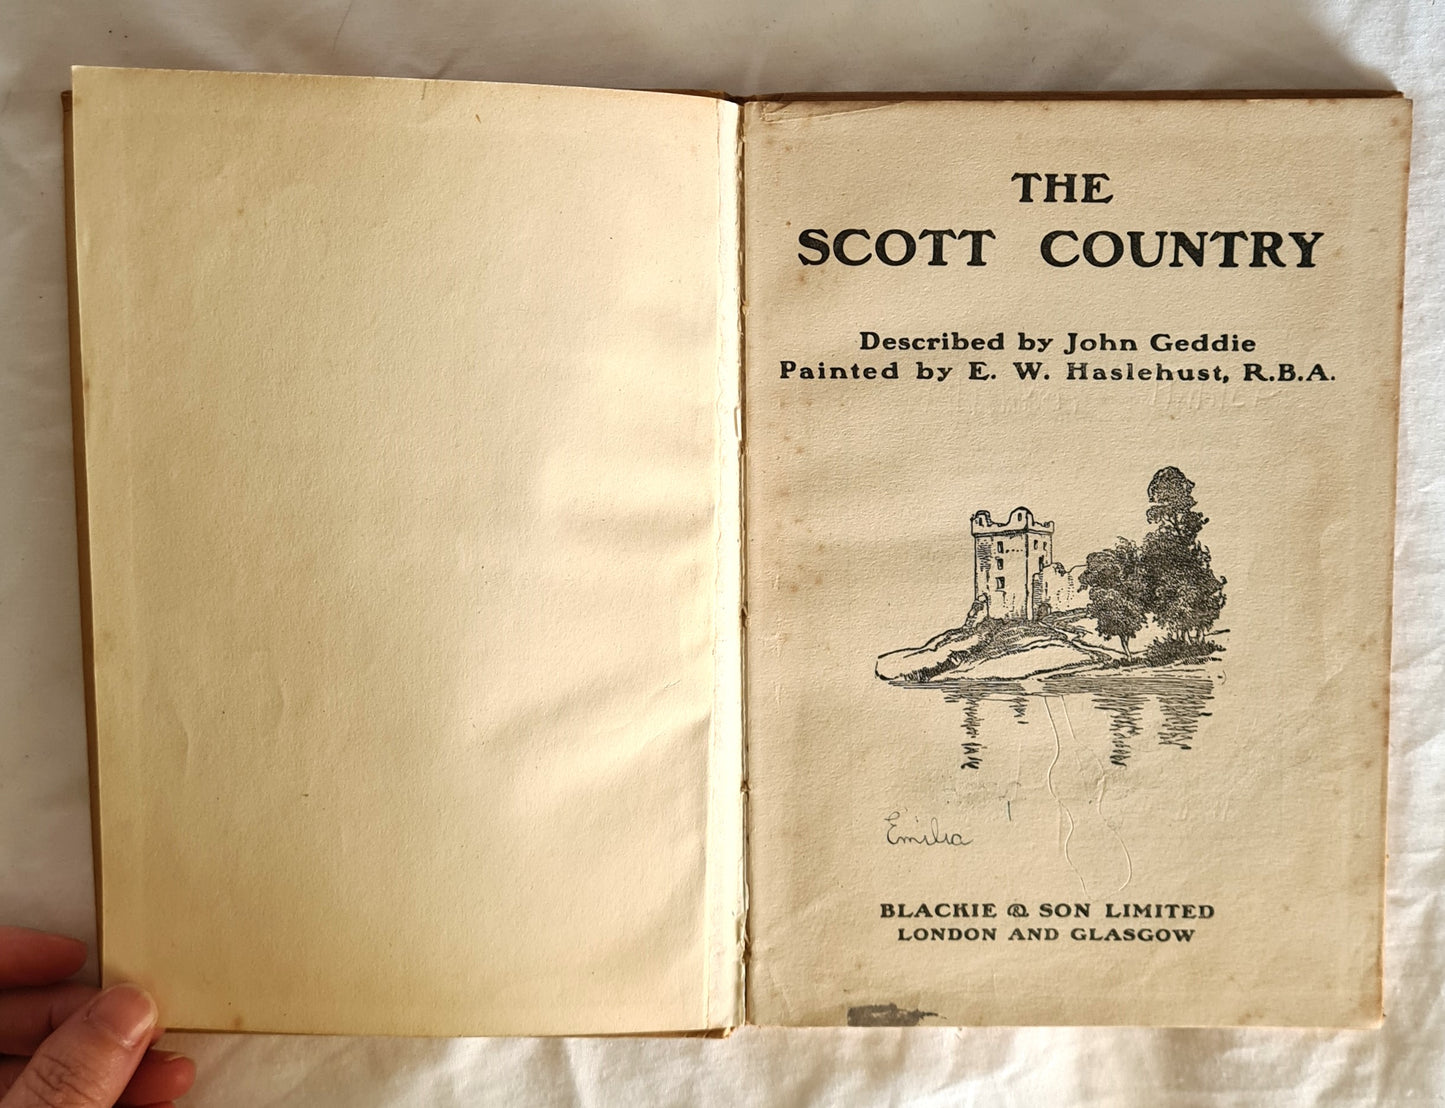 THE
SCOTT COUNTRY
Described by John Geddie
Painted by E. W. Haslehust, R.B.A.
Emilia
BLACKIE & SON LIMITED
LONDON AND GLASGOW